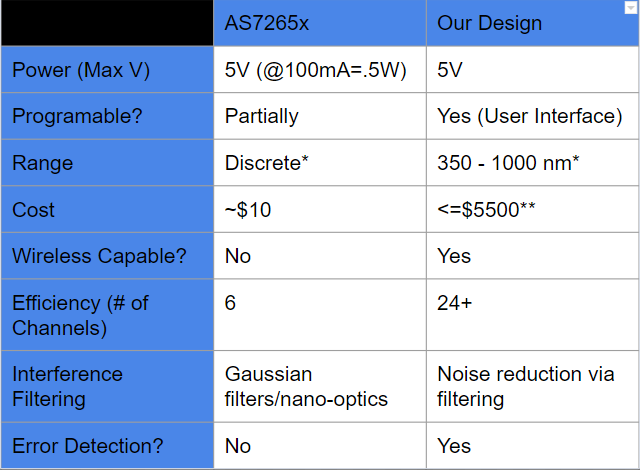 AS7265x Our Design
Power (Max V) 5V (@100mA=.5W) 5V
Programable? Partially Yes (User Interface)
Range Discrete* 350 - 1000 nm*
Cost ~$10 <=$5500**
Wireless Capable? No Yes
Efficiency (# of 6 24+
Channels)
Interference Gaussian Noise reduction via
Filtering filters/nano-optics filtering
Error Detection? No Yes